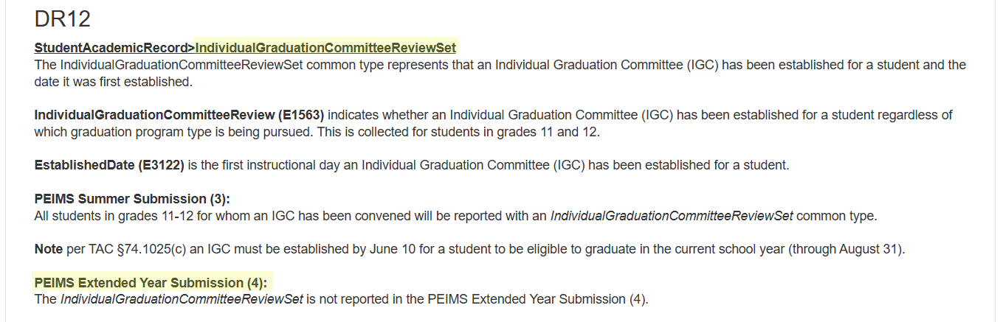 DR12
StudentAcademicRecord>IndividualGraduationCommitteeReviewSet
The IndividualGraduationCommitteeReviewSet common type represents that an Individual Graduation Committee (IGC) has been established for a student and the
date it was first established.
IndividualGraduationCommitteeReview (E1563) indicates whether an Individual Graduation Committee (IGC) has been established for a student regardless of
which graduation program type is being pursued. This is collected for students in grades 11 and 12.
EstablishedDate (E3122) is the first instructional day an Individual Graduation Committee (IGC) has been established for a student.
PEIMS Summer Submission (3):
All students in grades 11-12 for whom an IGC has been convened will be reported with an IndividualGraduationCommitteeReviewSet common type.
Note per TAC §74.1025(c) an IGC must be established by June 10 for a student to be eligible to graduate in the current school year (through August 31).
PEIMS Extended Year Submission (4):
The IndividualGraduationCommitteeReviewSet is not reported in the PEIMS Extended Year Submission (4).